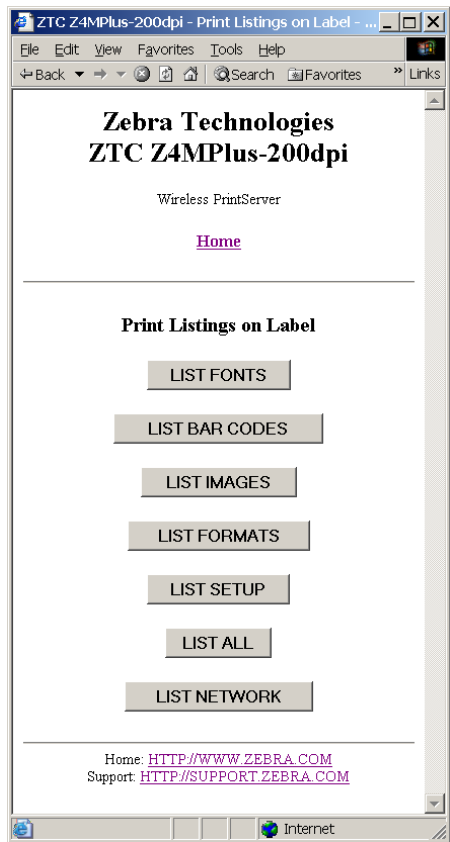 ZTC Z4MPlus-200dpi - Print Listings on Label - ...
File Edit View Favorites Tools Help
Back Search Favorites » Links
Zebra Technologies
ZTC Z4MPlus-200dpi
Wireless PrintServer
Home
Print Listings on Label
LIST FONTS
LIST BAR CODES
LIST IMAGES
LIST FORMATS
LIST SETUP
LIST ALL
LIST NETWORK
Home: HTTP://WWW.ZEBRA.COM
Support: HTTP://SUPPORT.ZEBRA.COM
Internet